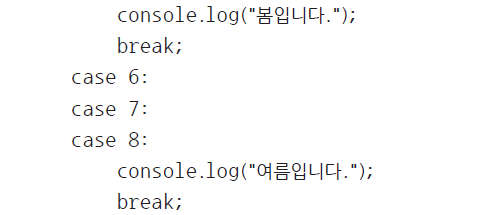 console.log("봄입니다.");
break;
case 6:
case 7:
case 8:
console.log("여름입니다.");
break;